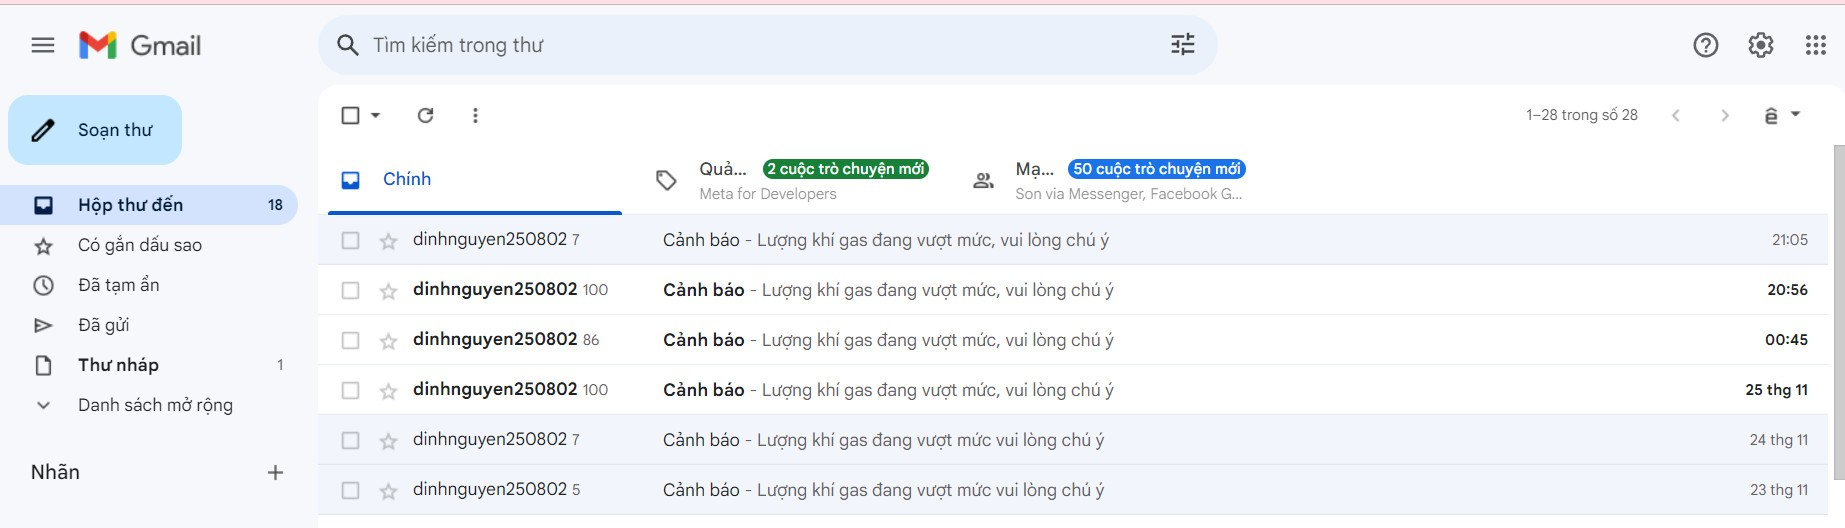 Gmail
Tìm kiếm trong thư
Soạn thư
1–28 trong số 28
Chính
Quả... 2 cuộc trò chuyện mới
Meta for Developers
Mạ... 50 cuộc trò chuyện mới
Son via Messenger, Facebook G...
Hộp thư đến 18
Có gắn dấu sao
Đã tạm ẩn
Đã gửi
Thư nháp 1
Danh sách mở rộng
Nhãn
dinhnguyen250802 7 Cảnh báo - Lượng khí gas đang vượt mức, vui lòng chú ý 21:05
dinhnguyen250802 100 Cảnh báo - Lượng khí gas đang vượt mức, vui lòng chú ý 20:56
dinhnguyen250802 86 Cảnh báo - Lượng khí gas đang vượt mức, vui lòng chú ý 00:45
dinhnguyen250802 100 Cảnh báo - Lượng khí gas đang vượt mức, vui lòng chú ý 25 thg 11
dinhnguyen250802 7 Cảnh báo - Lượng khí gas đang vượt mức vui lòng chú ý 24 thg 11
dinhnguyen250802 5 Cảnh báo - Lượng khí gas đang vượt mức vui lòng chú ý 23 thg 11